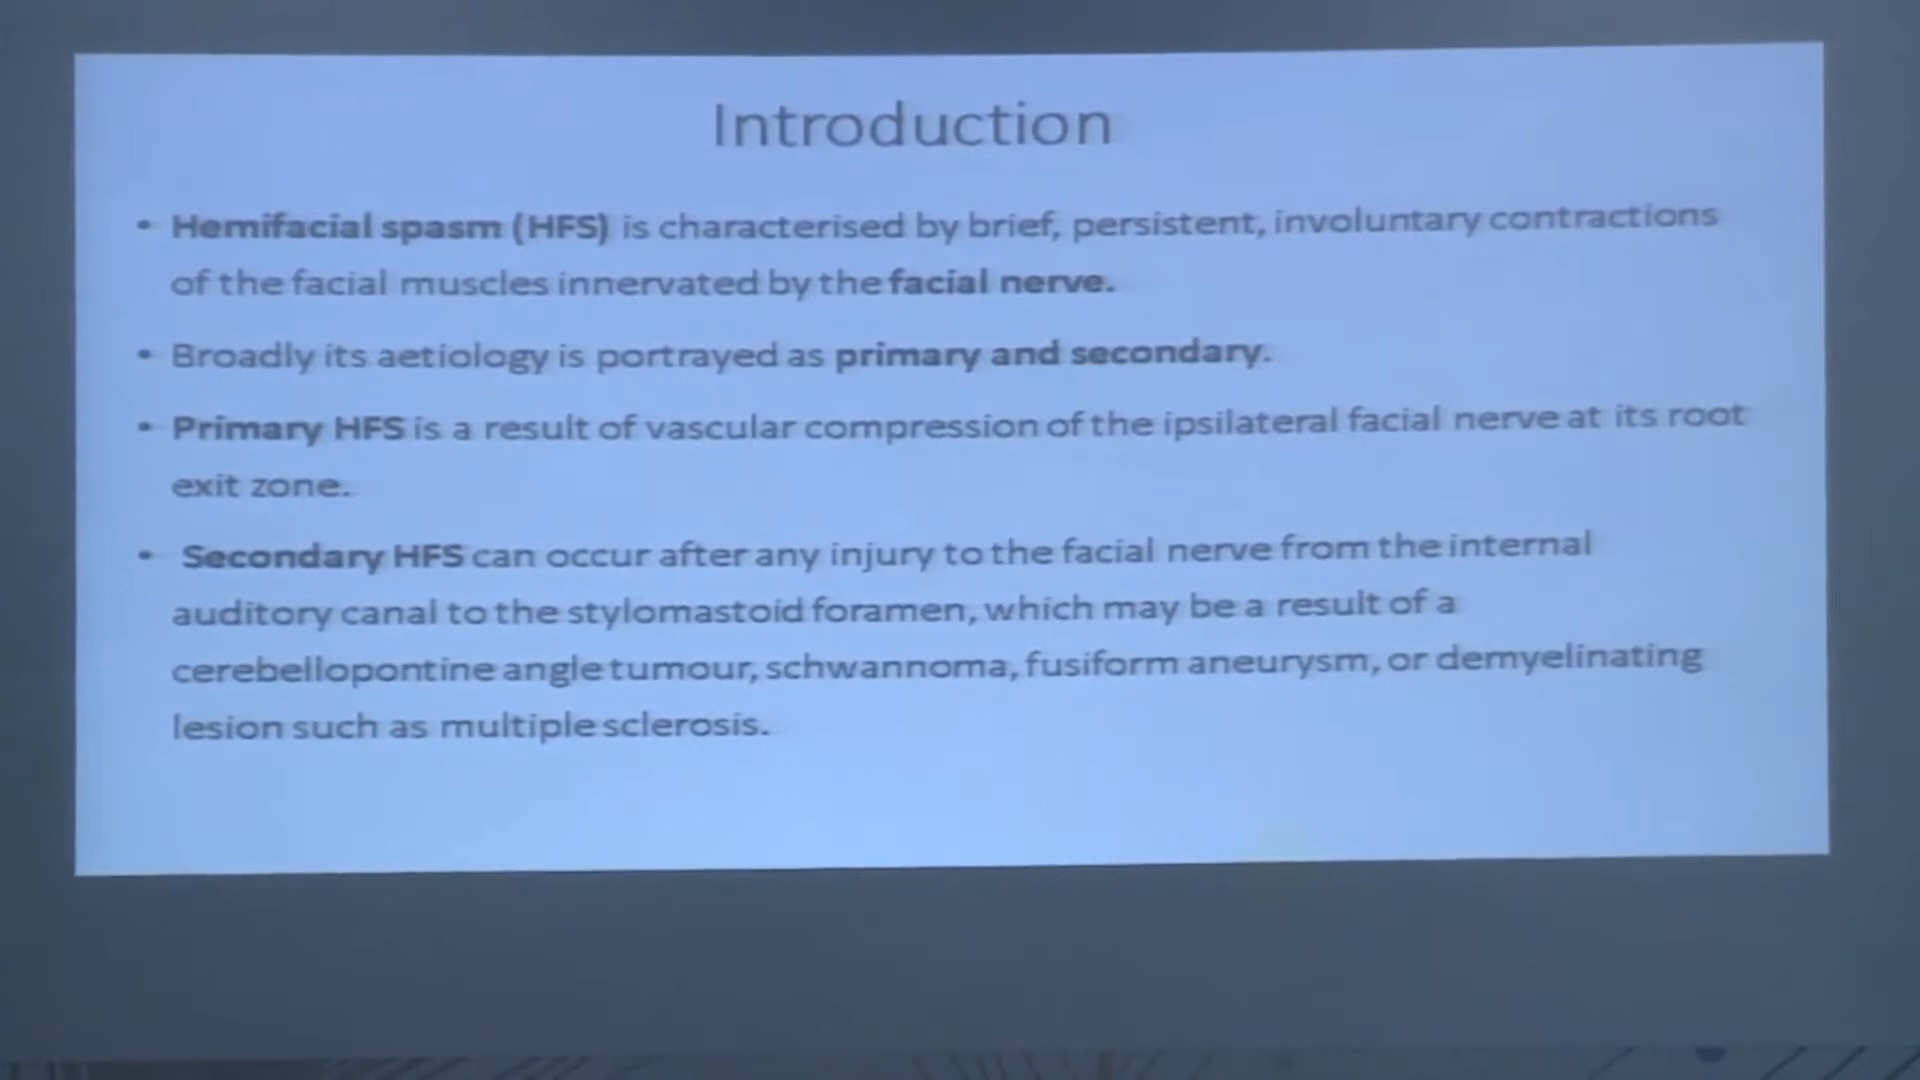 Introduction
• Hemifacial spasm (HFS) is characterised by brief, persistent, involuntary contractions
of the facial muscles innervated by the facial nerve.
• Broadly its aetiology is portrayed as primary and secondary.
• Primary HFS is a result of vascular compression of the ipsilateral facial nerve at its root
exit zone.
• Secondary HFS can occur after any injury to the facial nerve from the internal
auditory canal to the stylomastoid foramen, which may be a result of a
cerebellopontine angle tumour, schwannoma, fusiform aneurysm, or demyelinating
lesion such as multiple sclerosis.